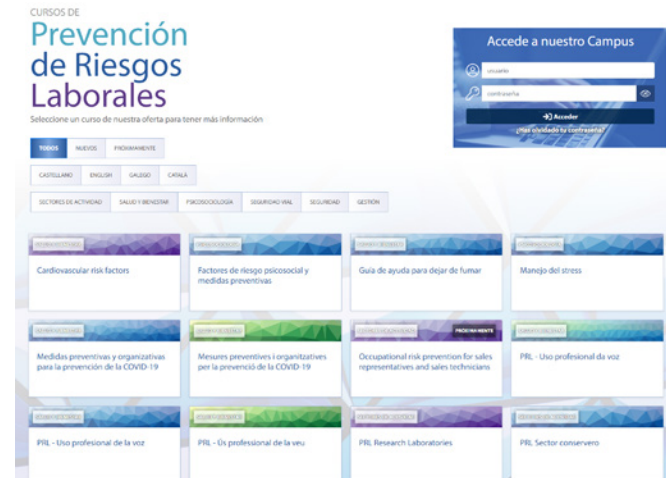 CURSOS DE
Prevención
de Riesgos
Laborales
Seleccione un curso de nuestra oferta para tener más información
Accede a nuestro Campus
usuario
contraseña
Acceder
¿Has olvidado tu contraseña?
TODOS NUEVOS PRÓXIMAMENTE
CASTELLANO ENGLISH GALEGO CATALÀ
SECTORES DE ACTIVIDAD SALUD Y BIENESTAR PSICOSOCIOLOGÍA SEGURIDAD VIAL SEGURIDAD GESTIÓN
Cardiovascular risk factors
Factores de riesgo psicosocial y
medidas preventivas
Guía de ayuda para dejar de fumar
Manejo del stress
PRÓXIMAMENTE
Medidas preventivas y organizativas
para la prevención de la COVID-19
Mesures preventives i organitzatives
per la prevenció de la COVID-19
Occupational risk prevention for sales
representatives and sales technicians
PRL - Uso profesional da voz
PRL - Uso profesional de la voz
PRL - Ús professional de la veu
PRL Research Laboratories
PRL Sector conservero